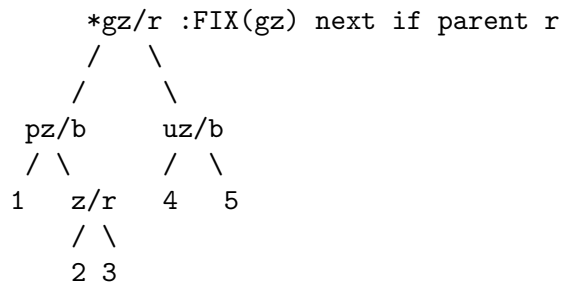 *gz/r :FIX(gz) next if parent r
/ \
/ \
pz/b uz/b
/ \ / \
1 z/r 4 5
/ \
2 3